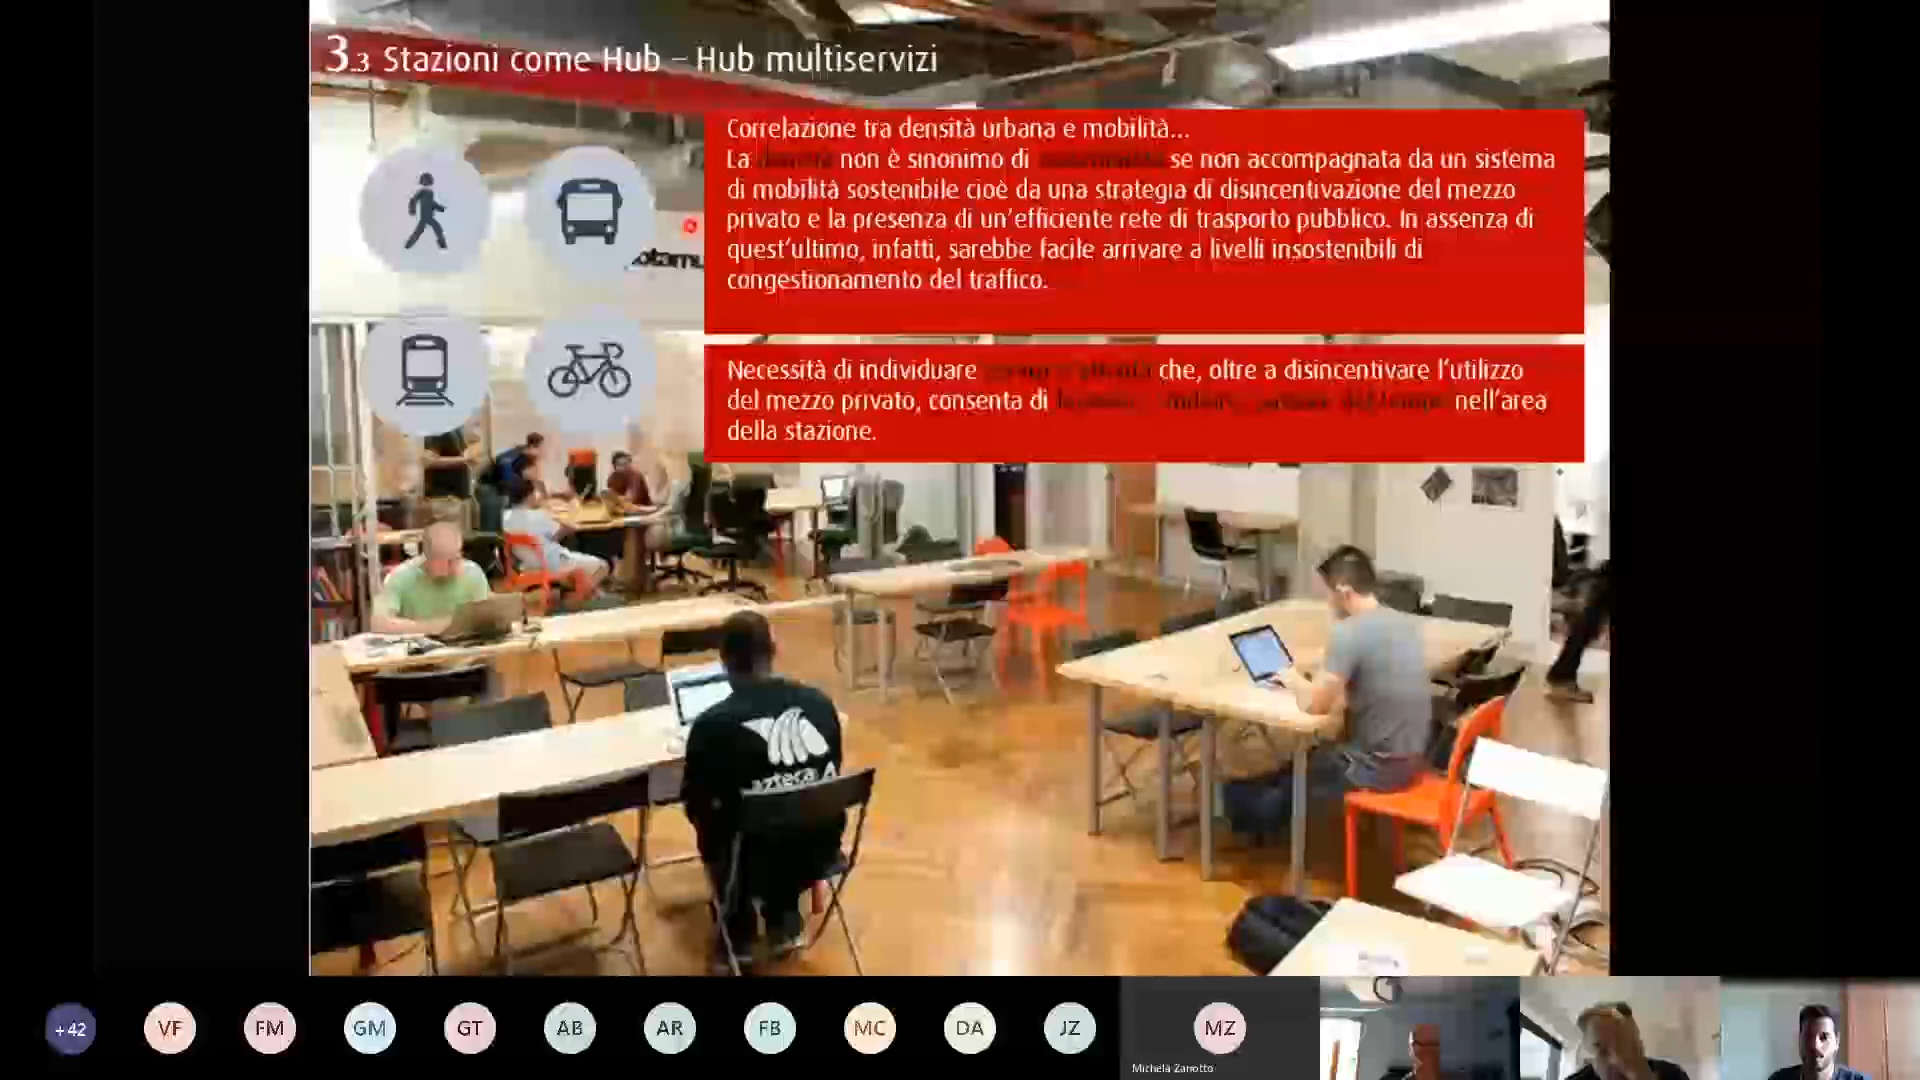 3.3 Stazioni come Hub – Hub multiservizi
Correlazione tra densità urbana e mobilità...
La non è sinonimo di se non accompagnata da un sistema
di mobilità sostenibile cioè da una strategia di disincentivazione del mezzo
privato e la presenza di un'efficiente rete di trasporto pubblico. In assenza di
quest'ultimo, infatti, sarebbe facile arrivare a livelli insostenibili di
congestionamento del traffico.
Necessità di individuare che, oltre a disincentivare l'utilizzo
del mezzo privato, consenta di nell'area
della stazione.
azteca
+42
VF
FM
GM
GT
AB
AR
FB
MC
DA
JZ
MZ
Michela Zanotto